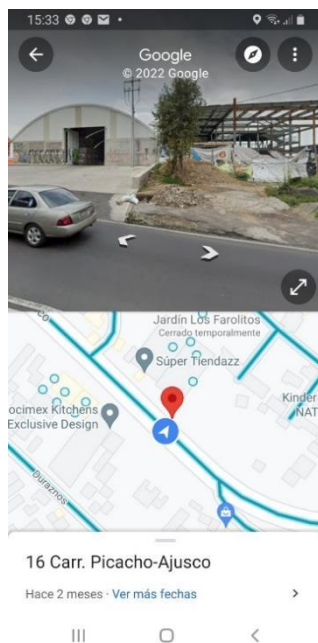 15:33
Google
© 2022 Google
Jardín Los Farolitos
Cerrado temporalmente
Súper Tiendazz
Kinder
NAT
ocimex Kitchens
Exclusive Design
Duraznos
16 Carr. Picacho-Ajusco
Hace 2 meses · Ver más fechas